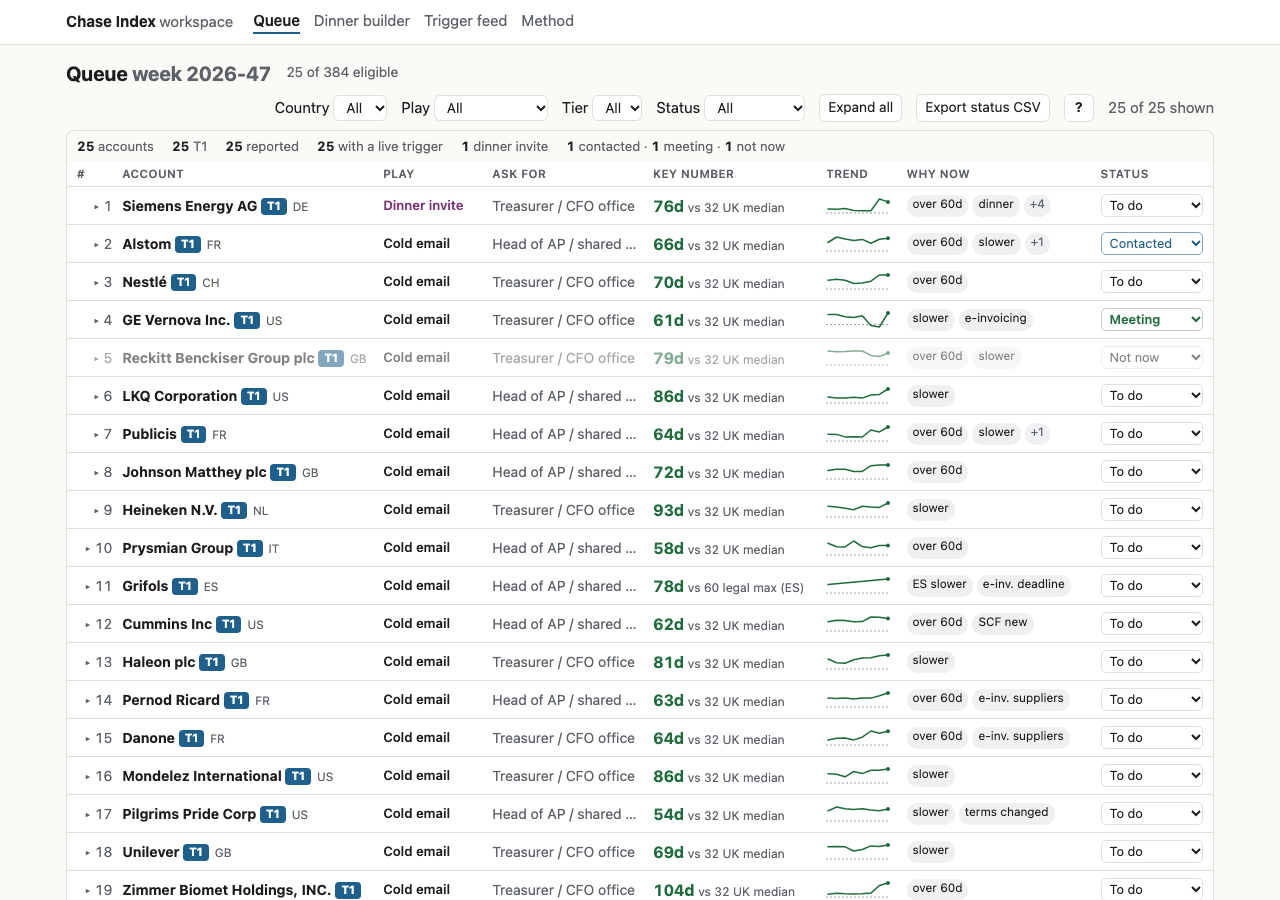 Chase Index workspace Queue Dinner builder Trigger feed Method
Queue week 2026-47 25 of 384 eligible
Country All Play All Tier All Status All Expand all Export status CSV ? 25 of 25 shown
25 accounts 25 T1 25 reported 25 with a live trigger 1 dinner invite 1 contacted · 1 meeting · 1 not now
# ACCOUNT PLAY ASK FOR KEY NUMBER TREND WHY NOW STATUS
▸ 1 Siemens Energy AG T1 DE Dinner invite Treasurer / CFO office 76d vs 32 UK median over 60d dinner +4 To do
▸ 2 Alstom T1 FR Cold email Head of AP / shared ... 66d vs 32 UK median over 60d slower +1 Contacted
▸ 3 Nestlé T1 CH Cold email Treasurer / CFO office 70d vs 32 UK median over 60d To do
▸ 4 GE Vernova Inc. T1 US Cold email Treasurer / CFO office 61d vs 32 UK median slower e-invoicing Meeting
▸ 5 Reckitt Benckiser Group plc T1 GB Cold email Treasurer / CFO office 79d vs 32 UK median over 60d slower Not now
▸ 6 LKQ Corporation T1 US Cold email Head of AP / shared ... 86d vs 32 UK median slower To do
▸ 7 Publicis T1 FR Cold email Head of AP / shared ... 64d vs 32 UK median over 60d slower +1 To do
▸ 8 Johnson Matthey plc T1 GB Cold email Head of AP / shared ... 72d vs 32 UK median over 60d To do
▸ 9 Heineken N.V. T1 NL Cold email Head of AP / shared ... 93d vs 32 UK median slower To do
▸ 10 Prysmian Group T1 IT Cold email Head of AP / shared ... 58d vs 32 UK median over 60d To do
▸ 11 Grifols T1 ES Cold email Head of AP / shared ... 78d vs 60 legal max (ES) ES slower e-inv. deadline To do
▸ 12 Cummins Inc T1 US Cold email Head of AP / shared ... 62d vs 32 UK median over 60d SCF new To do
▸ 13 Haleon plc T1 GB Cold email Treasurer / CFO office 81d vs 32 UK median slower To do
▸ 14 Pernod Ricard T1 FR Cold email Head of AP / shared ... 63d vs 32 UK median over 60d e-inv. suppliers To do
▸ 15 Danone T1 FR Cold email Treasurer / CFO office 64d vs 32 UK median over 60d e-inv. suppliers To do
▸ 16 Mondelez International T1 US Cold email Treasurer / CFO office 86d vs 32 UK median slower To do
▸ 17 Pilgrims Pride Corp T1 US Cold email Head of AP / shared ... 54d vs 32 UK median slower terms changed To do
▸ 18 Unilever T1 GB Cold email Treasurer / CFO office 69d vs 32 UK median slower To do
▸ 19 Zimmer Biomet Holdings, INC. T1 Cold email Treasurer / CFO office 104d vs 32 UK median over 60d To do